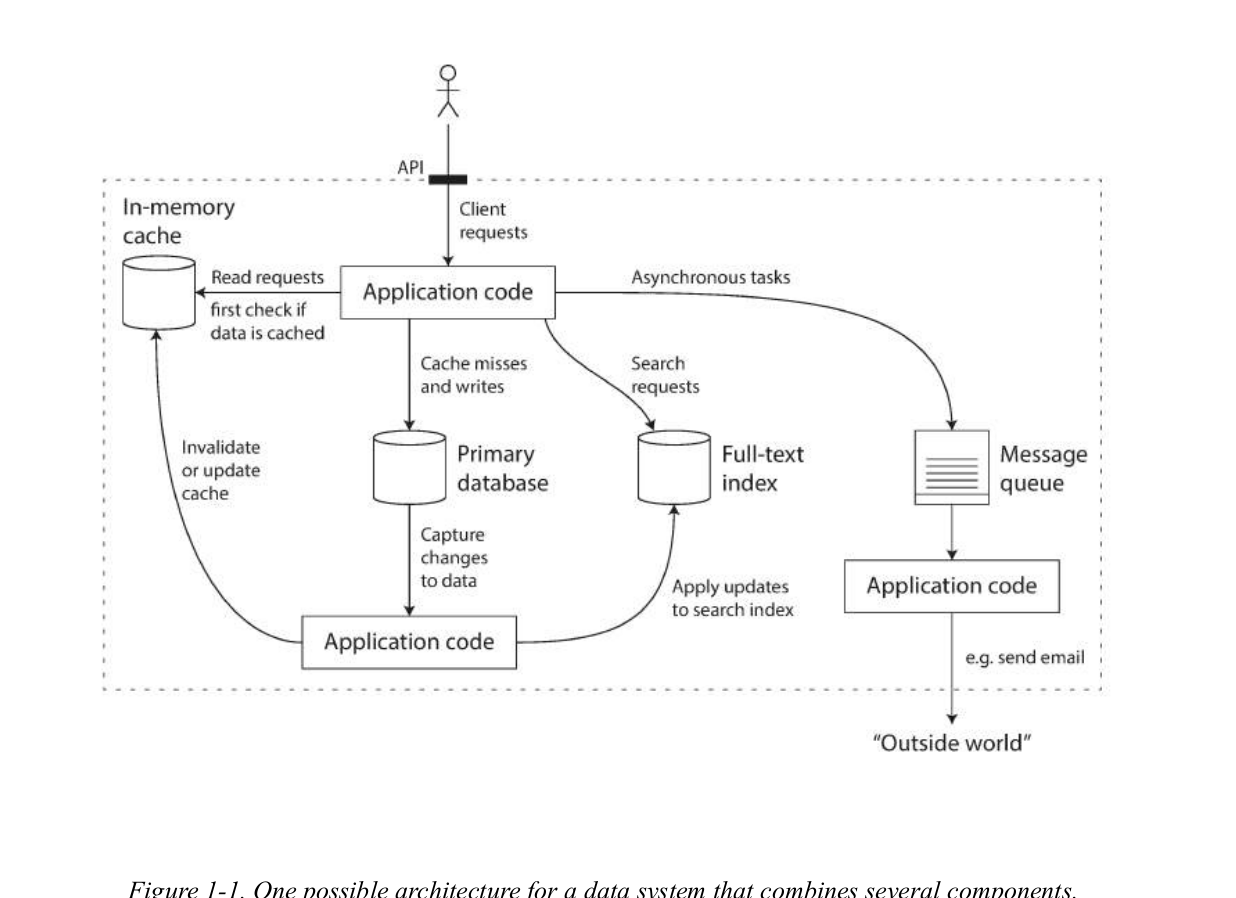 API
Client
requests
In-memory
cache
Read requests
first check if
data is cached
Application code
Asynchronous tasks
Cache misses
and writes
Search
requests
Invalidate
or update
cache
Primary
database
Full-text
index
Message
queue
Capture
changes
to data
Apply updates
to search index
Application code
Application code
e.g. send email
“Outside world”
Figure 1-1. One possible architecture for a data system that combines several components.